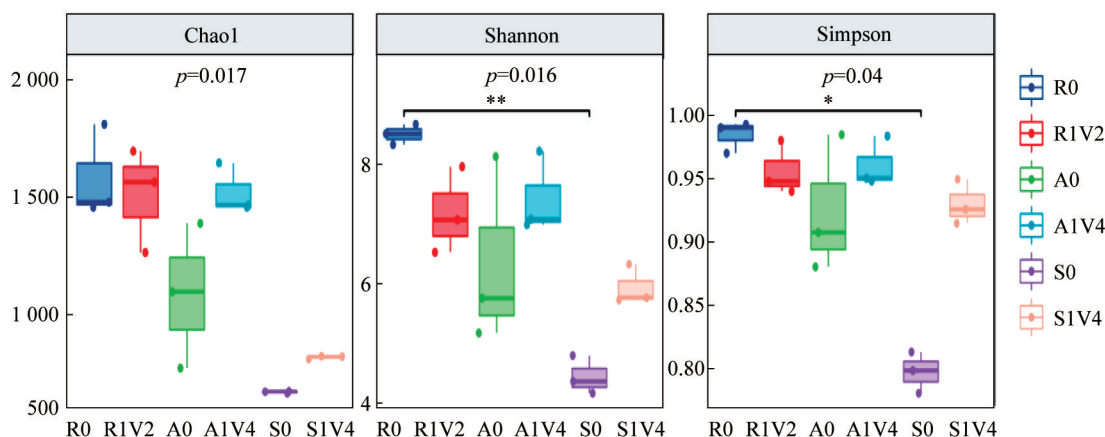 Chao1
Shannon
Simpson
p=0.017
p=0.016
p=0.04
**
*
2 000
1 500
1 000
500
8
6
4
1.00
0.95
0.90
0.85
0.80
R0 R1V2 A0 A1V4 S0 S1V4
R0 R1V2 A0 A1V4 S0 S1V4
R0 R1V2 A0 A1V4 S0 S1V4
R0
R1V2
A0
A1V4
S0
S1V4